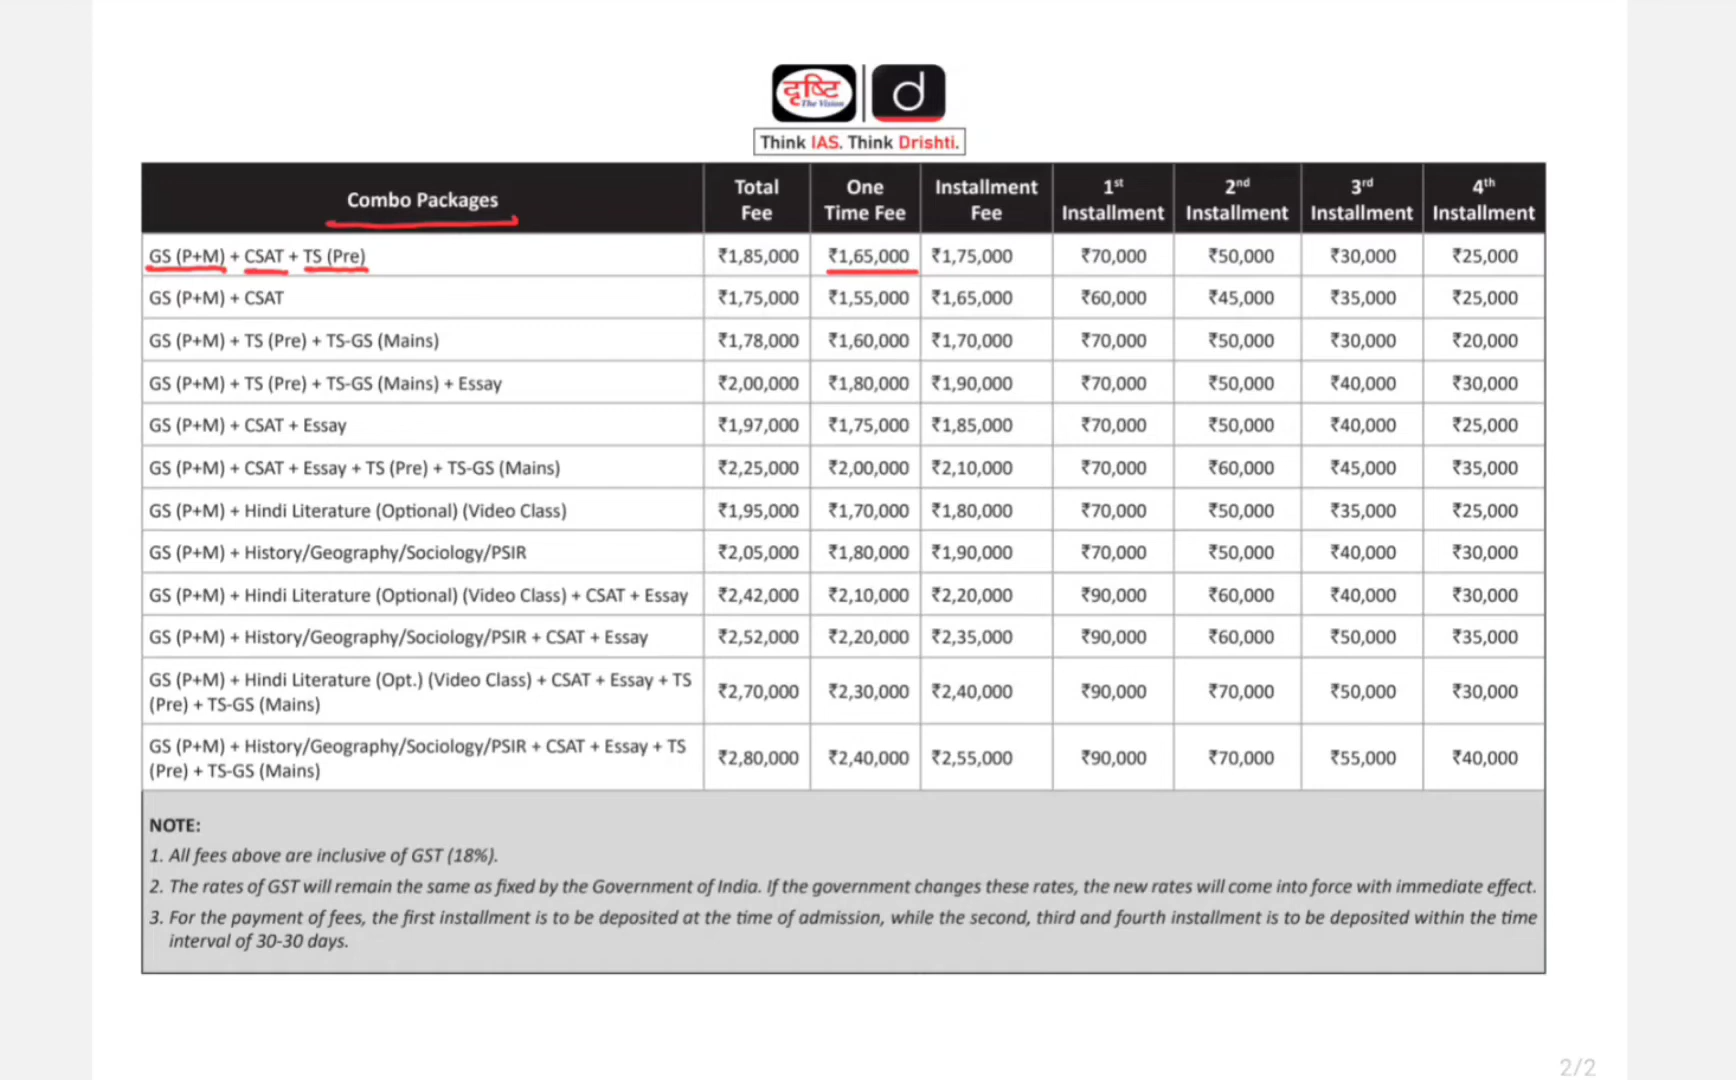 दृष्टि
The Vision
d
Think IAS. Think Drishti.
Combo Packages | Total Fee | One Time Fee | Installment Fee | 1st Installment | 2nd Installment | 3rd Installment | 4th Installment
GS (P+M) + CSAT + TS (Pre) | ₹1,85,000 | ₹1,65,000 | ₹1,75,000 | ₹70,000 | ₹50,000 | ₹30,000 | ₹25,000
GS (P+M) + CSAT | ₹1,75,000 | ₹1,55,000 | ₹1,65,000 | ₹60,000 | ₹45,000 | ₹35,000 | ₹25,000
GS (P+M) + TS (Pre) + TS-GS (Mains) | ₹1,78,000 | ₹1,60,000 | ₹1,70,000 | ₹70,000 | ₹50,000 | ₹30,000 | ₹20,000
GS (P+M) + TS (Pre) + TS-GS (Mains) + Essay | ₹2,00,000 | ₹1,80,000 | ₹1,90,000 | ₹70,000 | ₹50,000 | ₹40,000 | ₹30,000
GS (P+M) + CSAT + Essay | ₹1,97,000 | ₹1,75,000 | ₹1,85,000 | ₹70,000 | ₹50,000 | ₹40,000 | ₹25,000
GS (P+M) + CSAT + Essay + TS (Pre) + TS-GS (Mains) | ₹2,25,000 | ₹2,00,000 | ₹2,10,000 | ₹70,000 | ₹60,000 | ₹45,000 | ₹35,000
GS (P+M) + Hindi Literature (Optional) (Video Class) | ₹1,95,000 | ₹1,70,000 | ₹1,80,000 | ₹70,000 | ₹50,000 | ₹35,000 | ₹25,000
GS (P+M) + History/Geography/Sociology/PSIR | ₹2,05,000 | ₹1,80,000 | ₹1,90,000 | ₹70,000 | ₹50,000 | ₹40,000 | ₹30,000
GS (P+M) + Hindi Literature (Optional) (Video Class) + CSAT + Essay | ₹2,42,000 | ₹2,10,000 | ₹2,20,000 | ₹90,000 | ₹60,000 | ₹40,000 | ₹30,000
GS (P+M) + History/Geography/Sociology/PSIR + CSAT + Essay | ₹2,52,000 | ₹2,20,000 | ₹2,35,000 | ₹90,000 | ₹60,000 | ₹50,000 | ₹35,000
GS (P+M) + Hindi Literature (Opt.) (Video Class) + CSAT + Essay + TS
(Pre) + TS-GS (Mains) | ₹2,70,000 | ₹2,30,000 | ₹2,40,000 | ₹90,000 | ₹70,000 | ₹50,000 | ₹30,000
GS (P+M) + History/Geography/Sociology/PSIR + CSAT + Essay + TS
(Pre) + TS-GS (Mains) | ₹2,80,000 | ₹2,40,000 | ₹2,55,000 | ₹90,000 | ₹70,000 | ₹55,000 | ₹40,000
NOTE:
1. All fees above are inclusive of GST (18%).
2. The rates of GST will remain the same as fixed by the Government of India. If the government changes these rates, the new rates will come into force with immediate effect.
3. For the payment of fees, the first installment is to be deposited at the time of admission, while the second, third and fourth installment is to be deposited within the time
interval of 30-30 days.
2/2